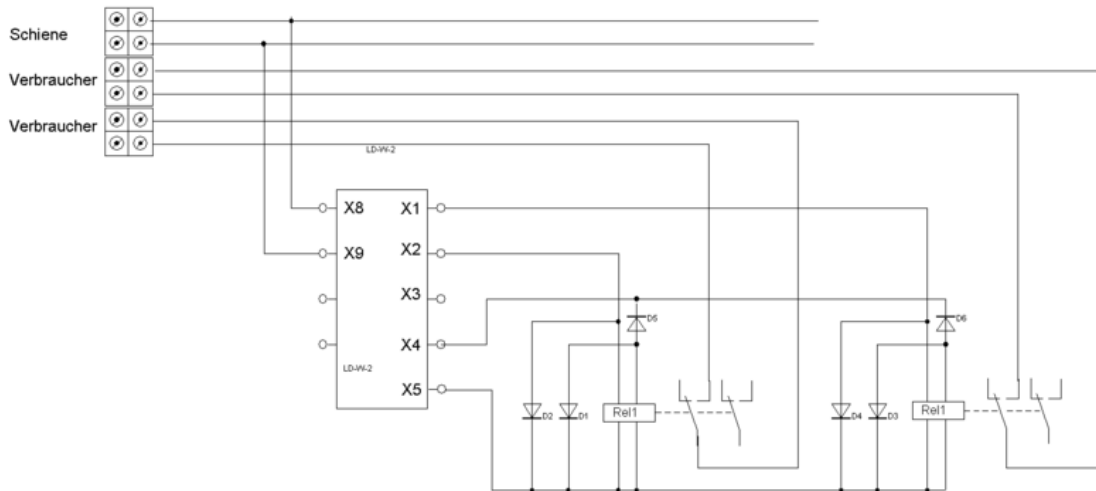 Schiene
Verbraucher
Verbraucher
LD-W-2
X8 X1
X9 X2
X3
X4
LD-W-2
X5
D5
D6
D2
D1
Rel1
D4
D3
Rel1